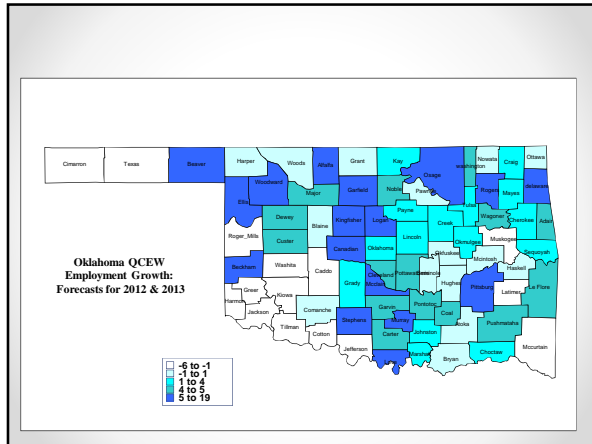 Cimarron Texas Beaver Harper Woods Alfalfa Grant Kay Osage Washington Nowata Craig Ottawa
Ellis Woodward Major Garfield Noble Pawnee Rogers Mayes Delaware
Roger_Mills Dewey Blaine Kingfisher Logan Payne Creek Tulsa Wagoner Cherokee Adair
Custer Canadian Oklahoma Lincoln Okmulgee Muskogee Sequoyah
Oklahoma QCEW
Employment Growth:
Forecasts for 2012 & 2013
Beckham Washita Caddo Grady Cleveland Mcclain Pottawa Seminole Okfuskee Hughes Mcintosh Haskell Pittsburg Latimer Le Flore
Harmon Greer Kiowa Jackson Comanche Tillman Cotton Stephens Garvin Murray Pontotoc Coal Atoka Pushmataha
Jefferson Carter Love Johnston Marshall Bryan Choctaw Mccurtain
-6 to -1
-1 to 1
1 to 4
4 to 5
5 to 19